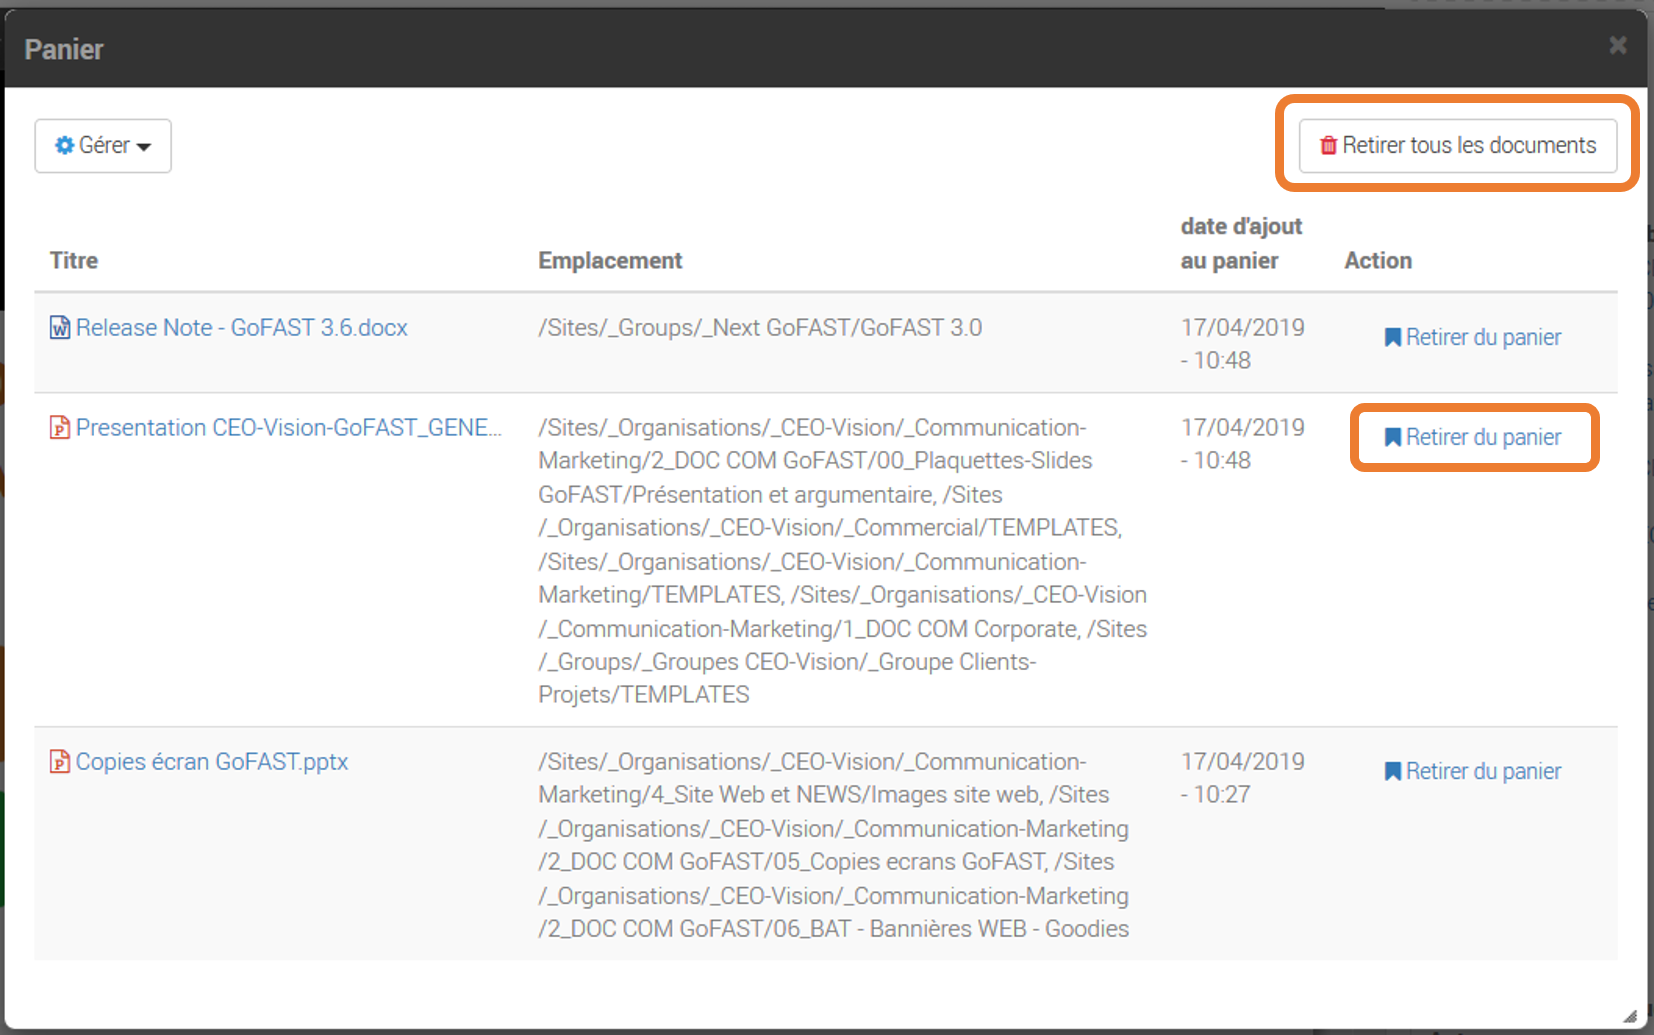 Panier
Gérer
Retirer tous les documents
Titre
Emplacement
date d'ajout
au panier
Action
Release Note - GoFAST 3.6.docx
/Sites/_Groups/_Next GoFAST/GoFAST 3.0
17/04/2019
- 10:48
Retirer du panier
Presentation CEO-Vision-GoFAST_GENE...
/Sites/_Organisations/_CEO-Vision/_Communication-
Marketing/2_DOC COM GoFAST/00_Plaquettes-Slides
GoFAST/Présentation et argumentaire, /Sites
/_Organisations/_CEO-Vision/_Commercial/TEMPLATES,
/Sites/_Organisations/_CEO-Vision/_Communication-
Marketing/TEMPLATES, /Sites/_Organisations/_CEO-Vision
/_Communication-Marketing/1_DOC COM Corporate, /Sites
/_Groups/_Groupes CEO-Vision/_Groupe Clients-
Projets/TEMPLATES
17/04/2019
- 10:48
Retirer du panier
Copies écran GoFAST.pptx
/Sites/_Organisations/_CEO-Vision/_Communication-
Marketing/4_Site Web et NEWS/Images site web, /Sites
/_Organisations/_CEO-Vision/_Communication-Marketing
/2_DOC COM GoFAST/05_Copies ecrans GoFAST, /Sites
/_Organisations/_CEO-Vision/_Communication-Marketing
/2_DOC COM GoFAST/06_BAT - Bannières WEB - Goodies
17/04/2019
- 10:27
Retirer du panier